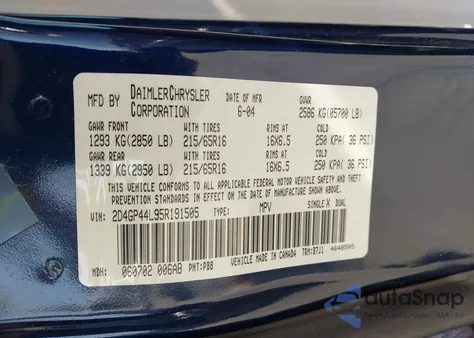 MFD BY DAIMLERCHRYSLER CORPORATION DATE OF MFR 6-04 GVWR 2586 KG(05700 LB)
GAWR FRONT WITH TIRES RIMS AT COLD
1293 KG(2850 LB) 215/65R16 16X6.5 250 KPA( 36 PSI)
GAWR REAR WITH TIRES RIMS AT COLD
1339 KG(2950 LB) 215/65R16 16X6.5 250 KPA( 36 PSI)
THIS VEHICLE CONFORMS TO ALL APPLICABLE FEDERAL MOTOR VEHICLE SAFETY AND
THEFT PREVENTION STANDARDS IN EFFECT ON THE DATE OF MANUFACTURE SHOWN ABOVE.
VIN: 2D4GP44L95R191505 TYPE: MPV SINGLE X DUAL
MDH: 060702 006AB PNT:PB8 VEHICLE MADE IN CANADA TRM: 4648505
autoSnap